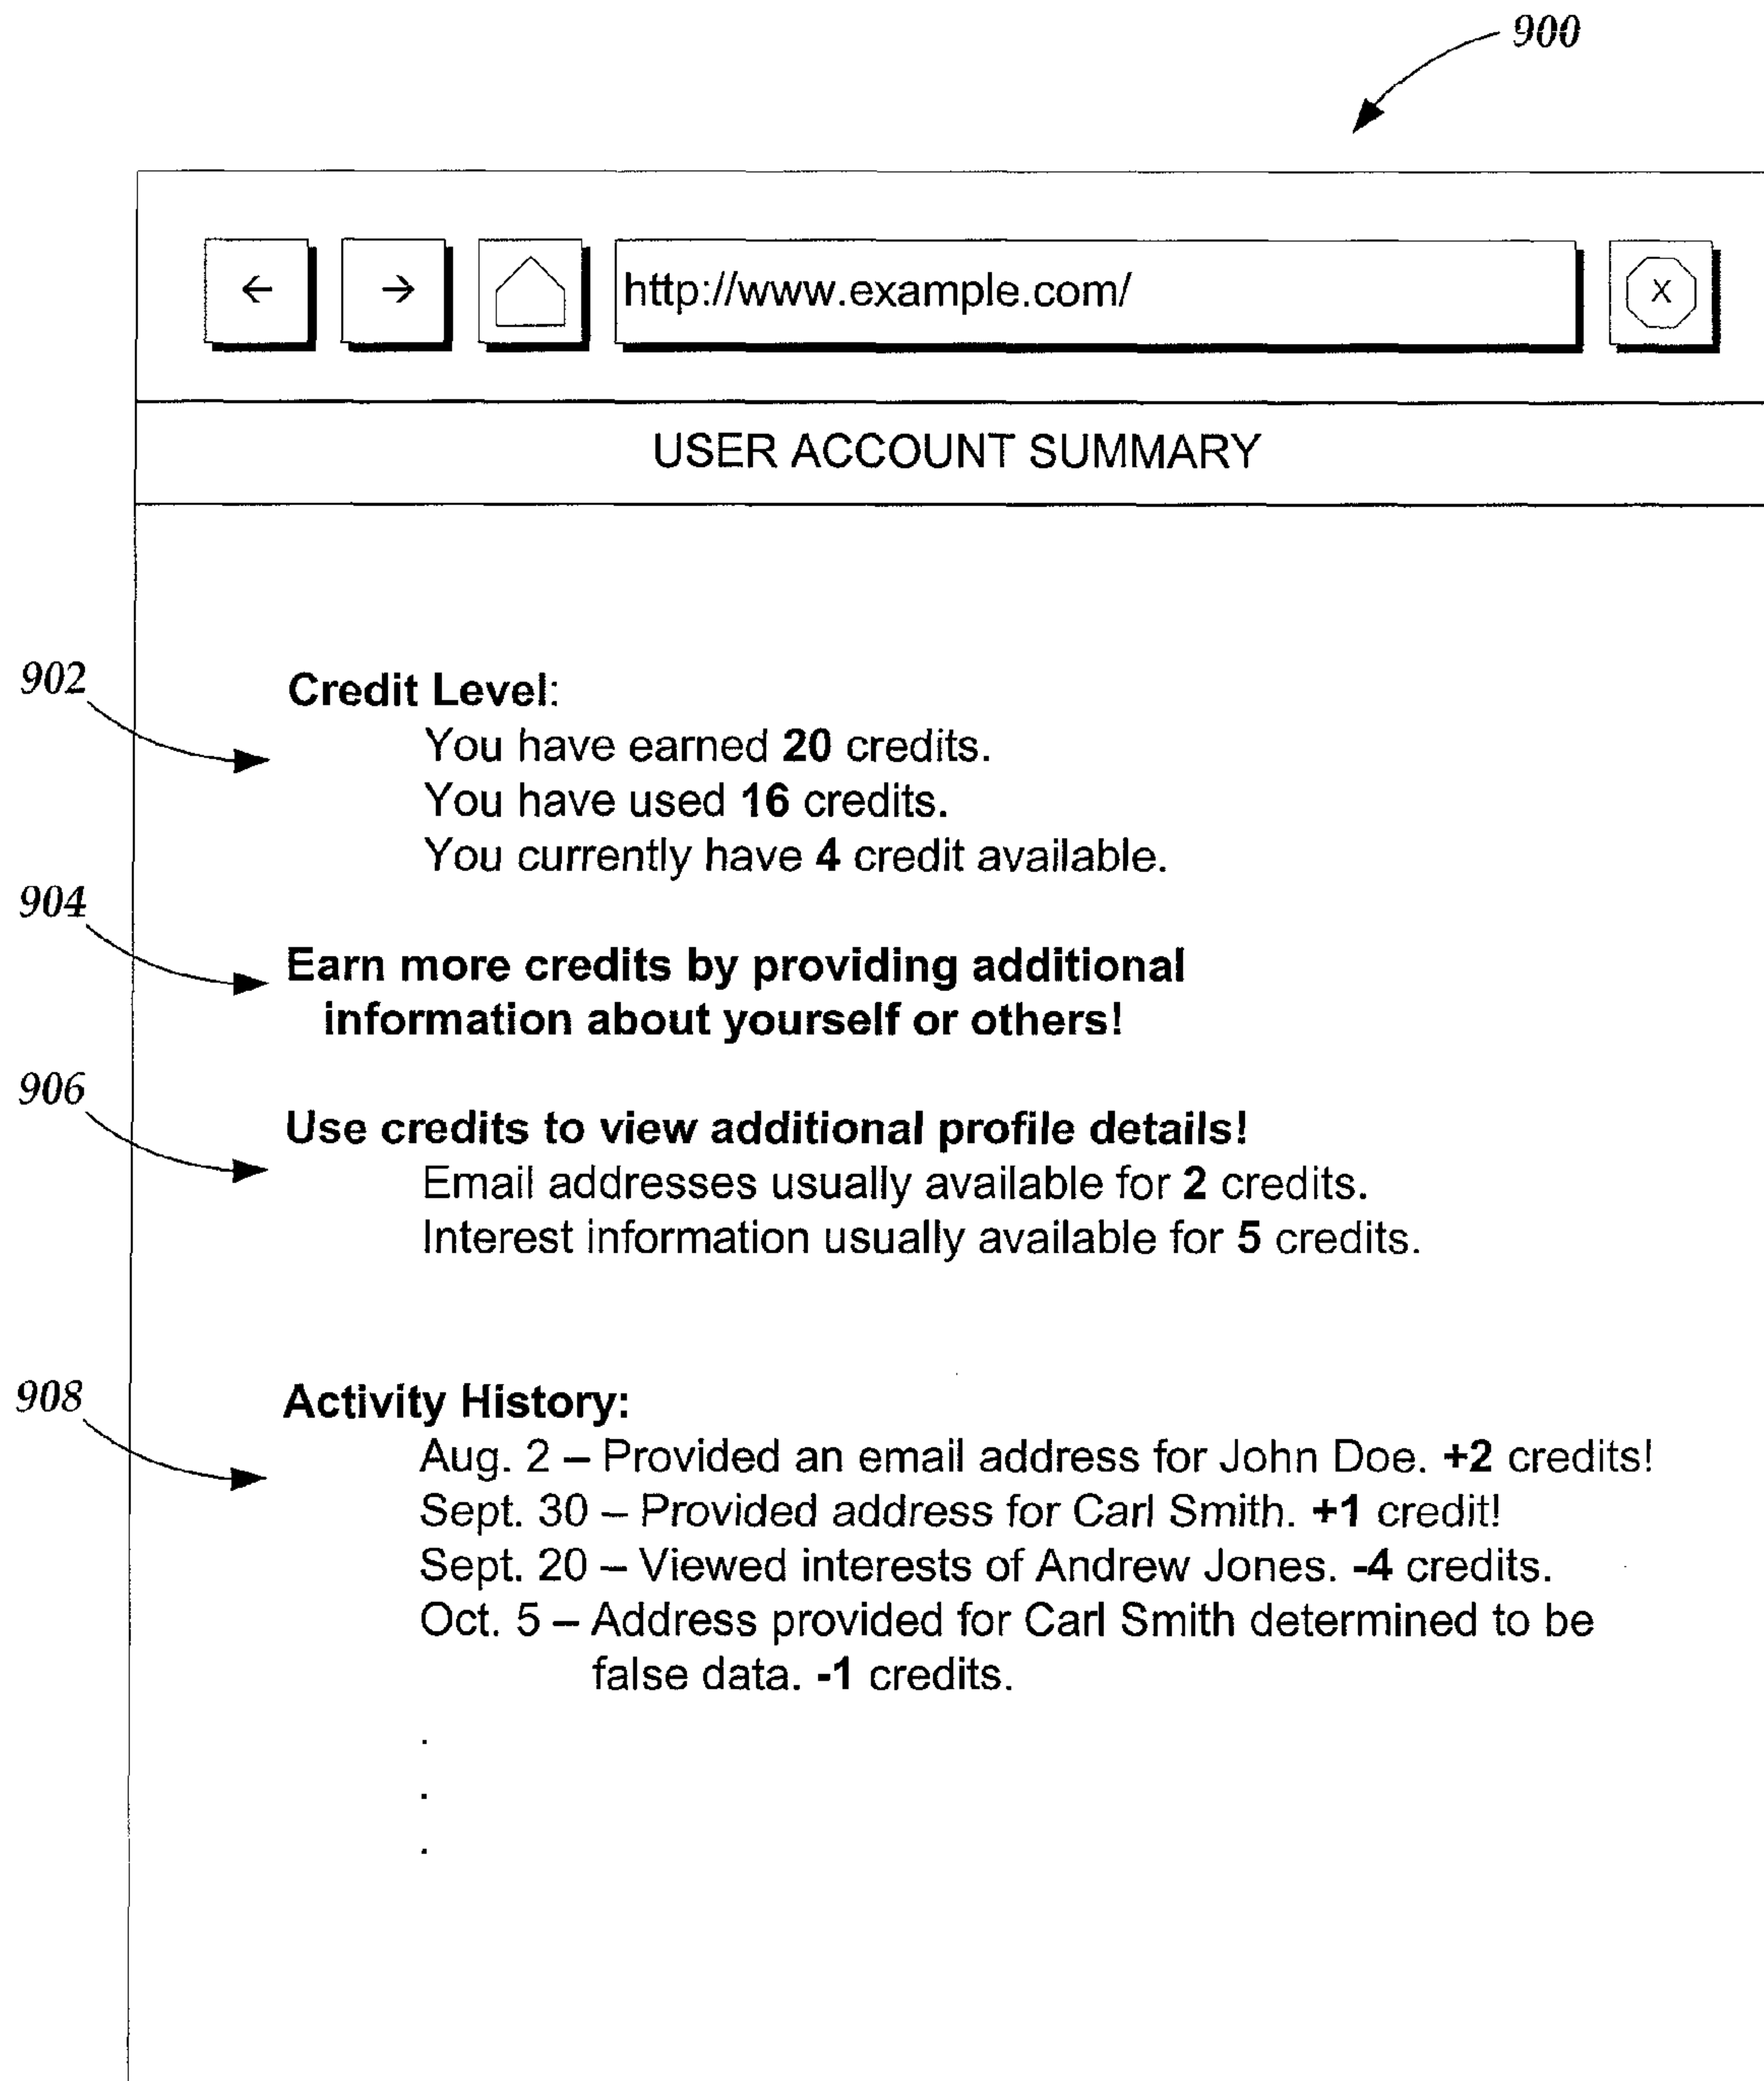 900
← → http://www.example.com/ X
USER ACCOUNT SUMMARY
902
Credit Level:
You have earned 20 credits.
You have used 16 credits.
You currently have 4 credit available.
904
Earn more credits by providing additional
information about yourself or others!
906
Use credits to view additional profile details!
Email addresses usually available for 2 credits.
Interest information usually available for 5 credits.
908
Activity History:
Aug. 2 – Provided an email address for John Doe. +2 credits!
Sept. 30 – Provided address for Carl Smith. +1 credit!
Sept. 20 – Viewed interests of Andrew Jones. -4 credits.
Oct. 5 – Address provided for Carl Smith determined to be
false data. -1 credits.
.
.
.